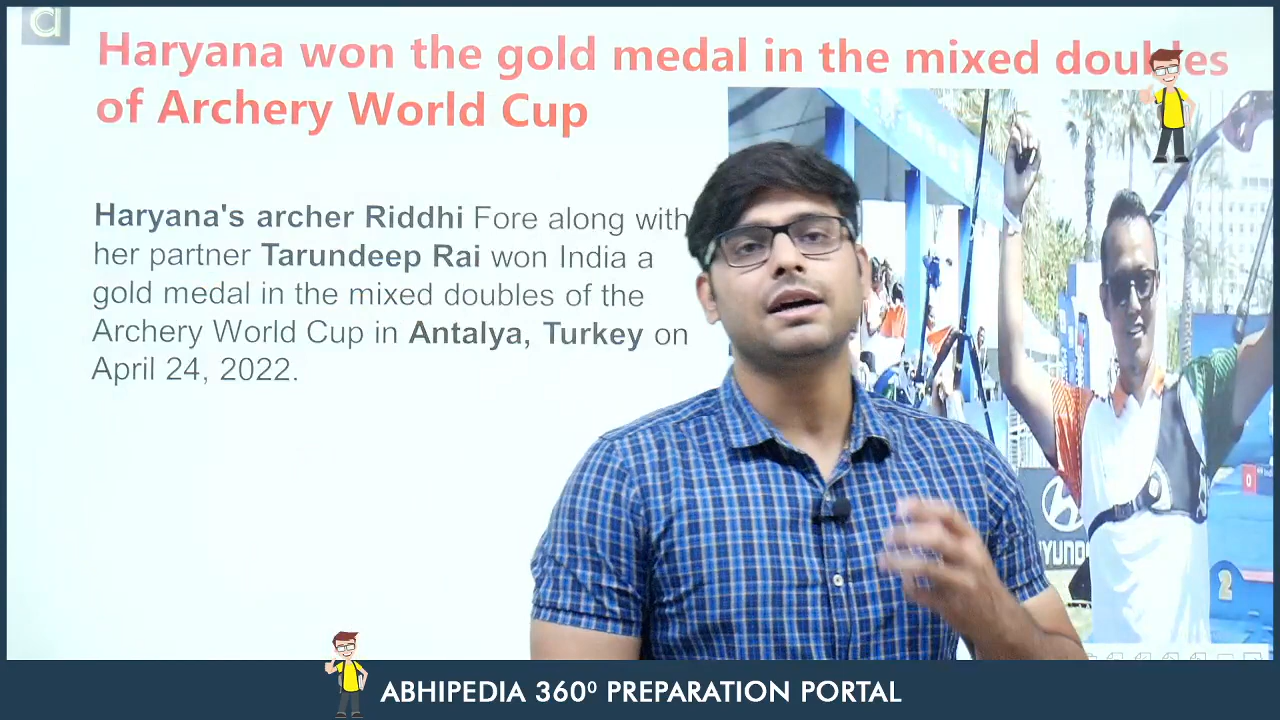 d
Haryana won the gold medal in the mixed doubles
of Archery World Cup
Haryana's archer Riddhi Fore along with
her partner Tarundeep Rai won India a
gold medal in the mixed doubles of the
Archery World Cup in Antalya, Turkey on
April 24, 2022.
0
2
ABHIPEDIA 360⁰ PREPARATION PORTAL